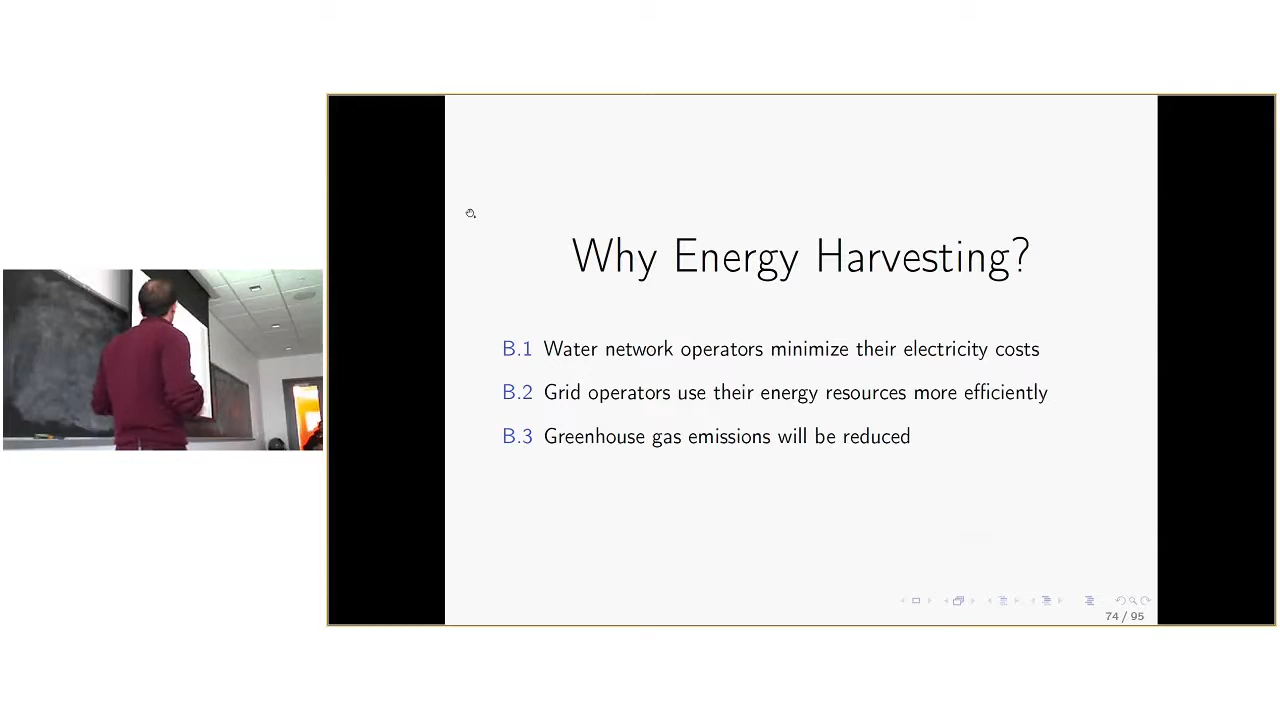 Why Energy Harvesting?
B.1 Water network operators minimize their electricity costs
B.2 Grid operators use their energy resources more efficiently
B.3 Greenhouse gas emissions will be reduced
74 / 95